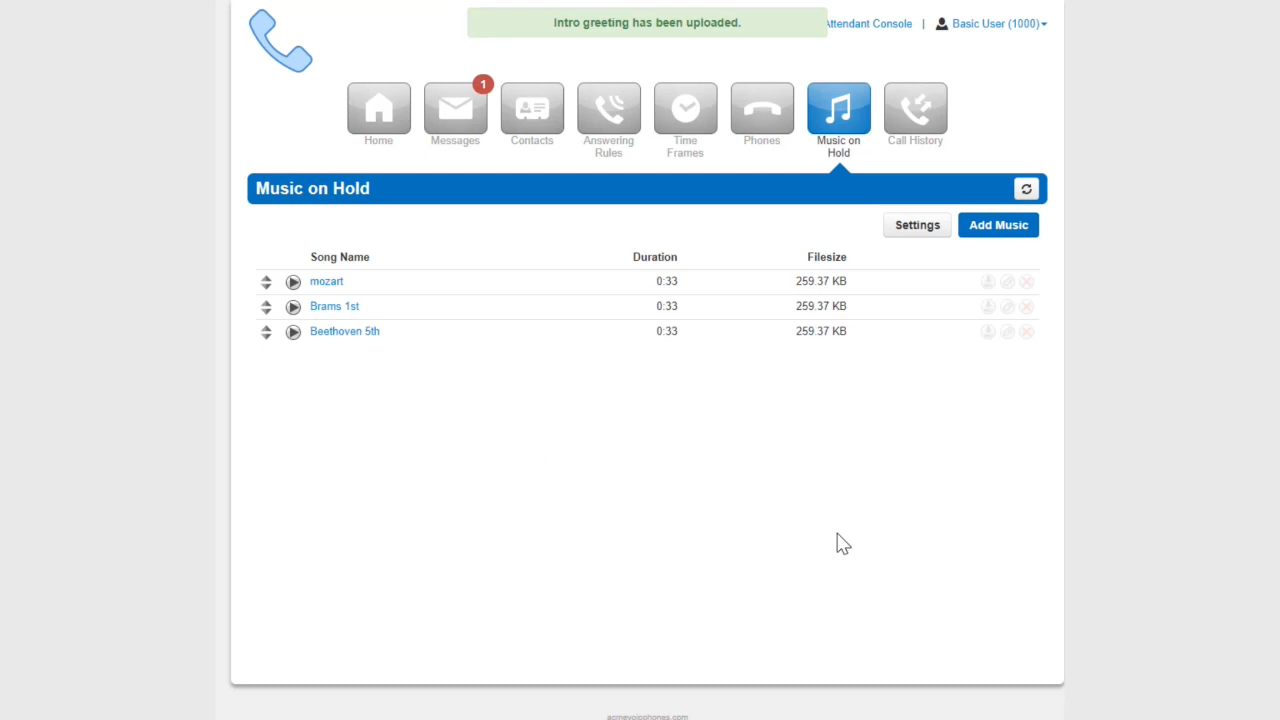 Intro greeting has been uploaded.
Attendant Console | Basic User (1000)
1
Home
Messages
Contacts
Answering Rules
Time Frames
Phones
Music on Hold
Call History
Music on Hold
Settings
Add Music
Song Name Duration Filesize
mozart 0:33 259.37 KB
Brams 1st 0:33 259.37 KB
Beethoven 5th 0:33 259.37 KB
acmevoipphones.com